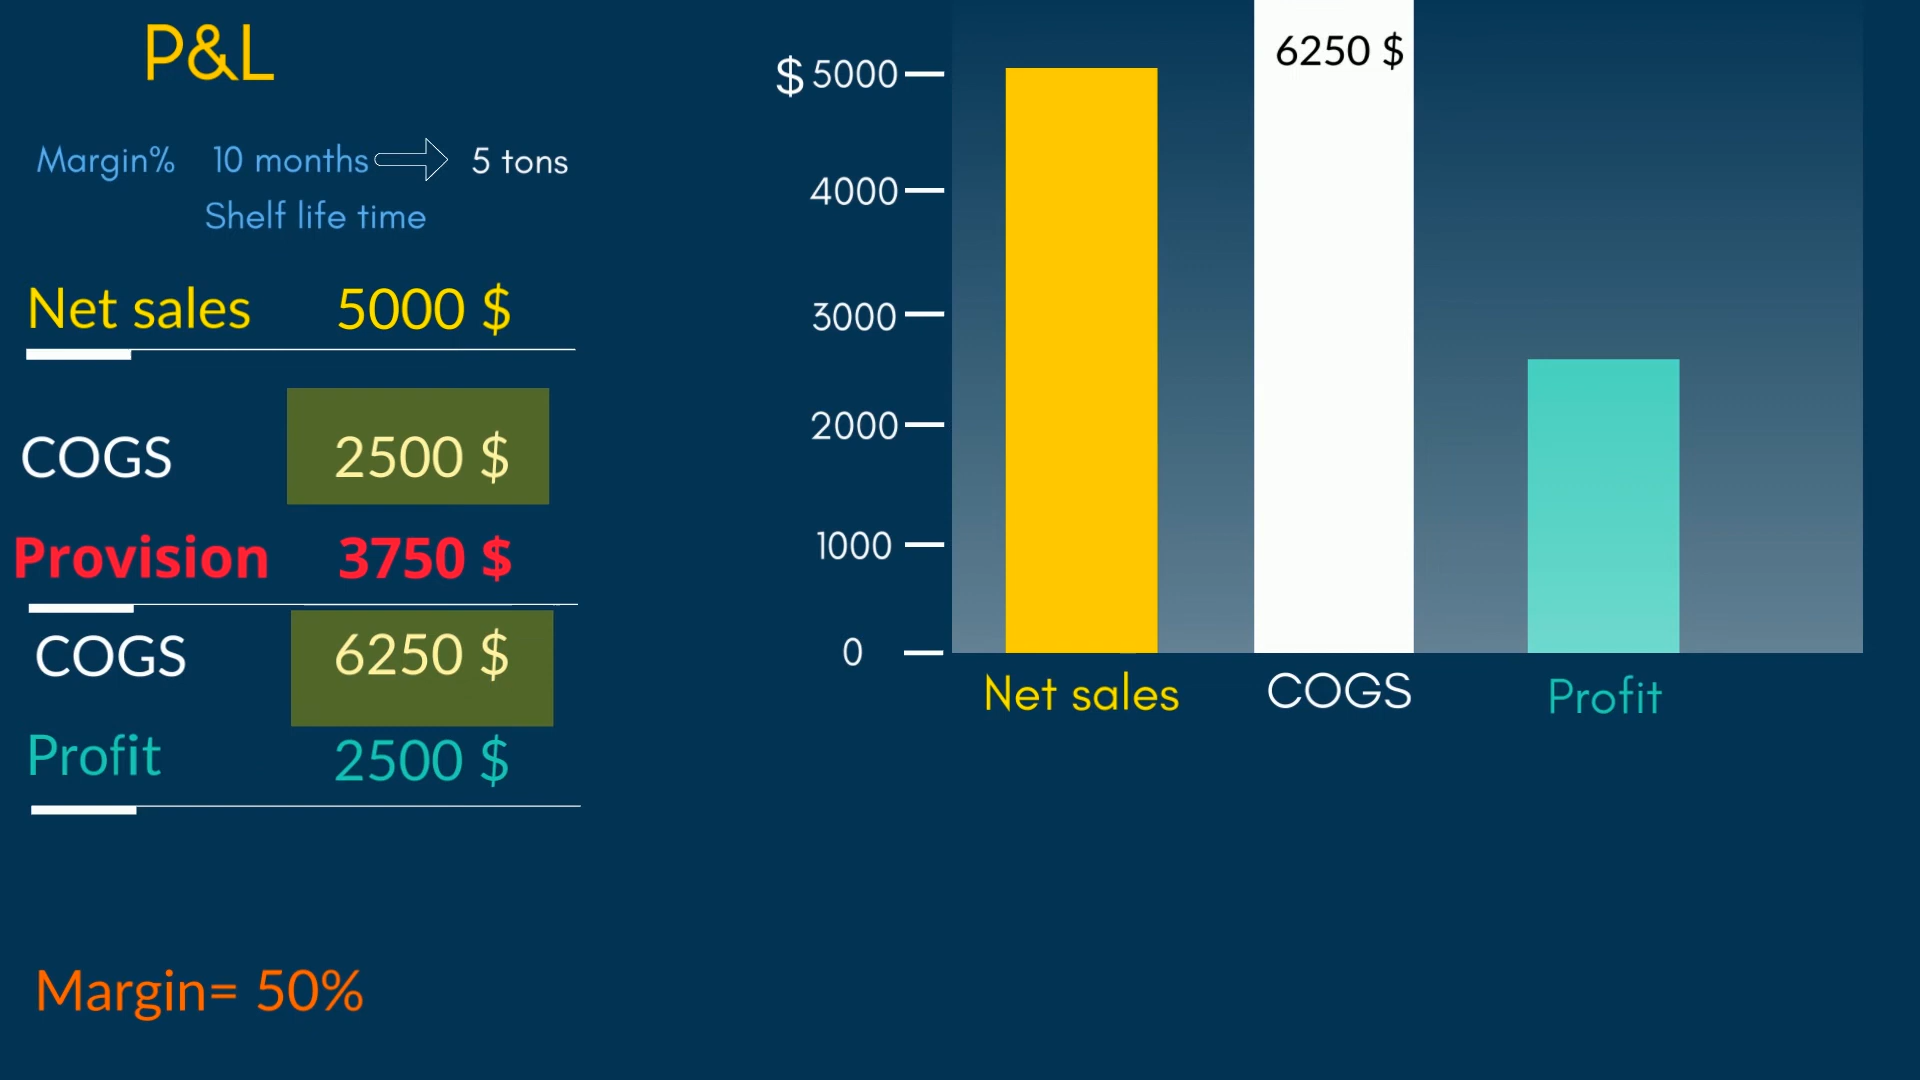 P&L
Margin% 10 months 5 tons
Shelf life time
Net sales 5000 $
COGS 2500 $
Provision 3750 $
COGS 6250 $
Profit 2500 $
Margin= 50%
6250 $
$ 5000
4000
3000
2000
1000
0
Net sales COGS Profit